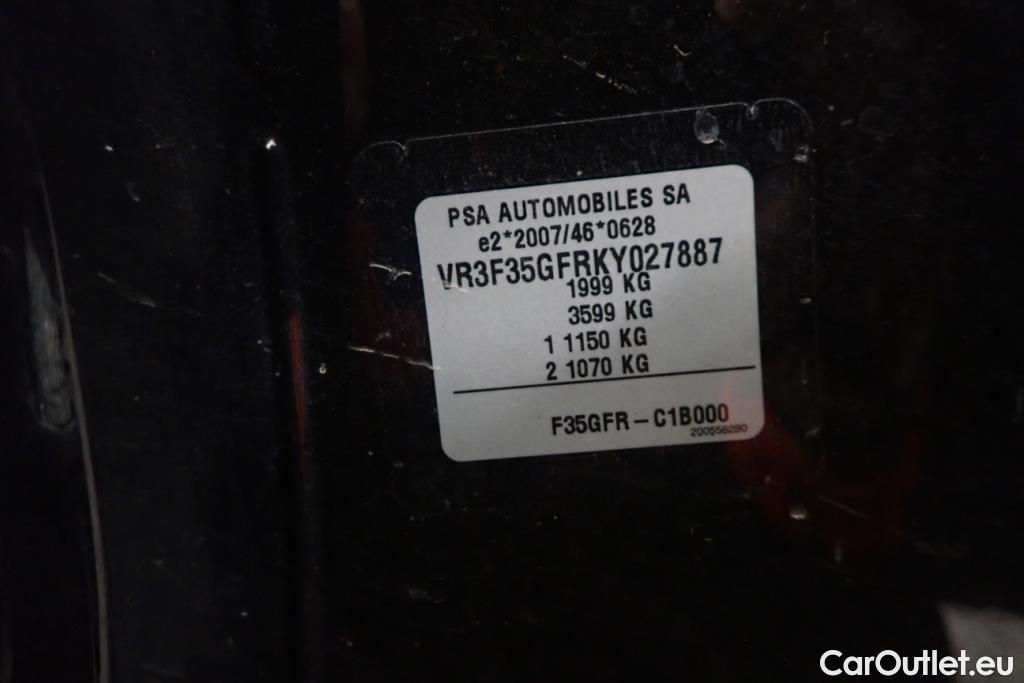 PSA AUTOMOBILES SA
e2*2007/46*0628
VR3F35GFRKY027887
1999 KG
3599 KG
1 1150 KG
2 1070 KG
F35GFR – C1B000
200556280
CarOutlet.eu